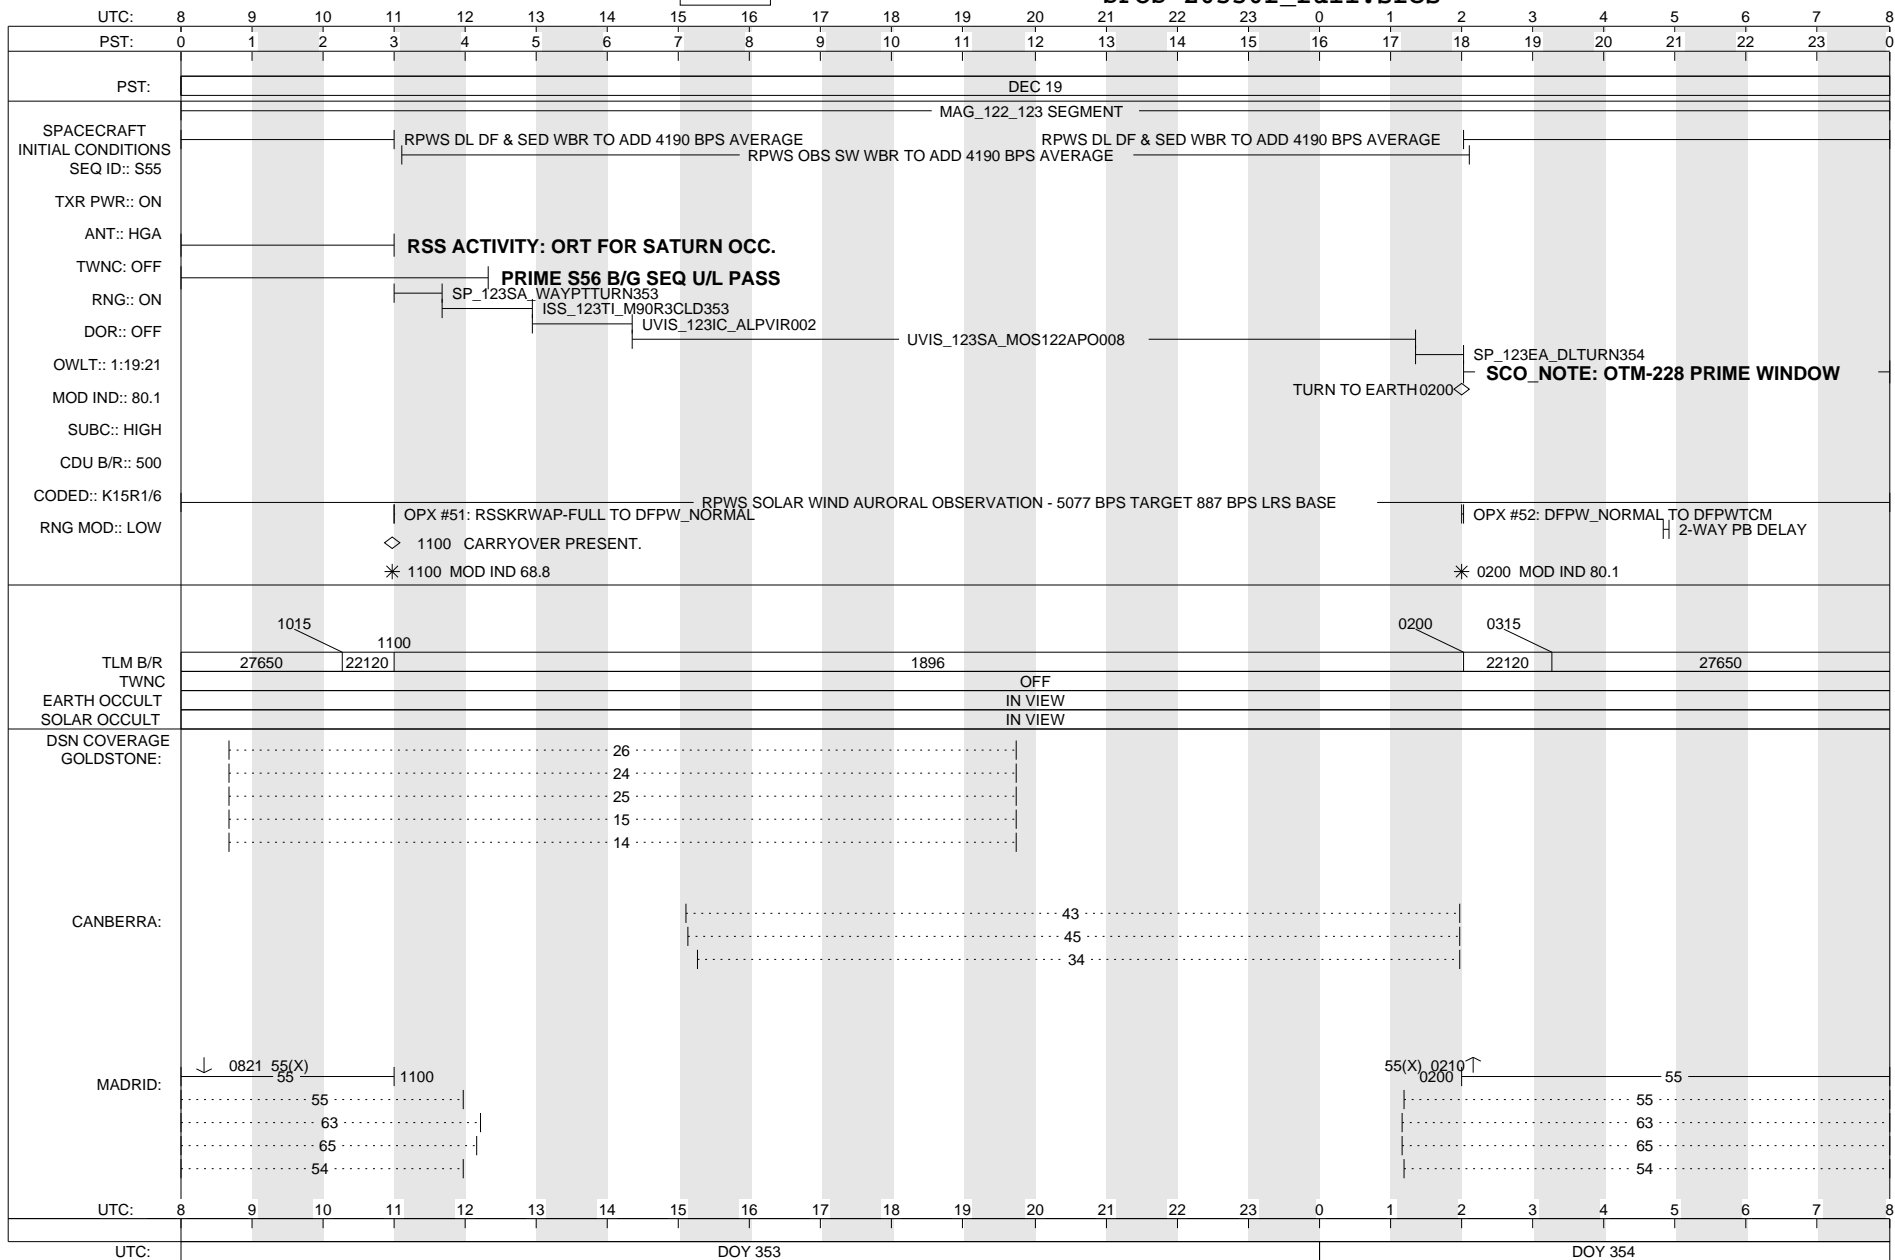 UTC: 8 9 10 11 12 13 14 15 16 17 18 19 20 21 22 23 0 1 2 3 4 5 6 7 8
PST: 0 1 2 3 4 5 6 7 8 9 10 11 12 13 14 15 16 17 18 19 20 21 22 23 0
PST: DEC 19
MAG_122_123 SEGMENT
SPACECRAFT
INITIAL CONDITIONS
SEQ ID:: S55
TXR PWR:: ON
ANT:: HGA
TWNC: OFF
RNG:: ON
DOR:: OFF
OWLT:: 1:19:21
MOD IND:: 80.1
SUBC:: HIGH
CDU B/R:: 500
CODED:: K15R1/6
RNG MOD:: LOW
RPWS DL DF & SED WBR TO ADD 4190 BPS AVERAGE
RPWS DL DF & SED WBR TO ADD 4190 BPS AVERAGE
RPWS OBS SW WBR TO ADD 4190 BPS AVERAGE
RSS ACTIVITY: ORT FOR SATURN OCC.
PRIME S56 B/G SEQ U/L PASS
SP_123SA_WAYPTTURN353
ISS_123TI_M90R3CLD353
UVIS_123IC_ALPVIR002
UVIS_123SA_MOS122APO008
SP_123EA_DLTURN354
SCO_NOTE: OTM-228 PRIME WINDOW
TURN TO EARTH 0200
RPWS SOLAR WIND AURORAL OBSERVATION - 5077 BPS TARGET 887 BPS LRS BASE
OPX #51: RSSKRWAP-FULL TO DFPW_NORMAL
OPX #52: DFPW_NORMAL TO DFPWTCM
2-WAY PB DELAY
1100 CARRYOVER PRESENT.
1100 MOD IND 68.8
0200 MOD IND 80.1
1015
1100
0200
0315
TLM B/R 27650 22120 1896 22120 27650
TWNC OFF
EARTH OCCULT IN VIEW
SOLAR OCCULT IN VIEW
DSN COVERAGE
GOLDSTONE:
26
24
25
15
14
CANBERRA:
43
45
34
MADRID:
0821 55(X)
55 1100
55
63
65
54
55(X) 0210
0200 55
55
63
65
54
UTC: 8 9 10 11 12 13 14 15 16 17 18 19 20 21 22 23 0 1 2 3 4 5 6 7 8
UTC: DOY 353 DOY 354